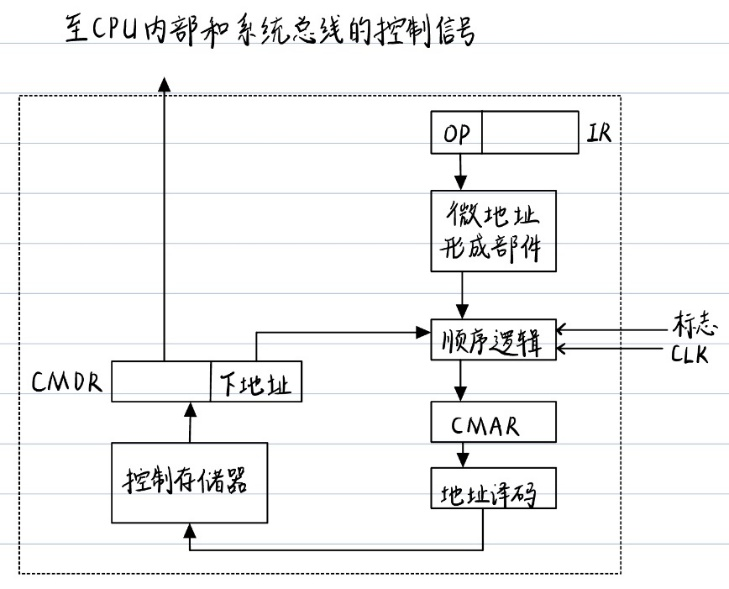 至CPU内部和系统总线的控制信号
OP
IR
微地址
形成部件
顺序逻辑
标志
CLK
CMDR
下地址
CMAR
控制存储器
地址译码